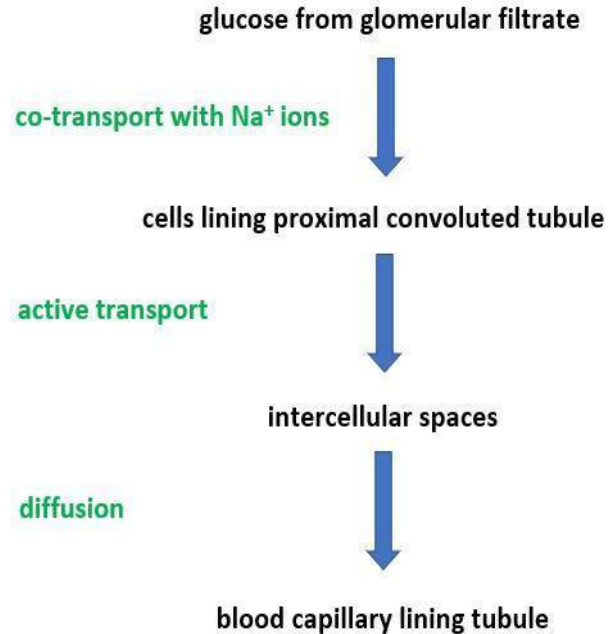 glucose from glomerular filtrate
co-transport with Na⁺ ions
cells lining proximal convoluted tubule
active transport
intercellular spaces
diffusion
blood capillary lining tubule